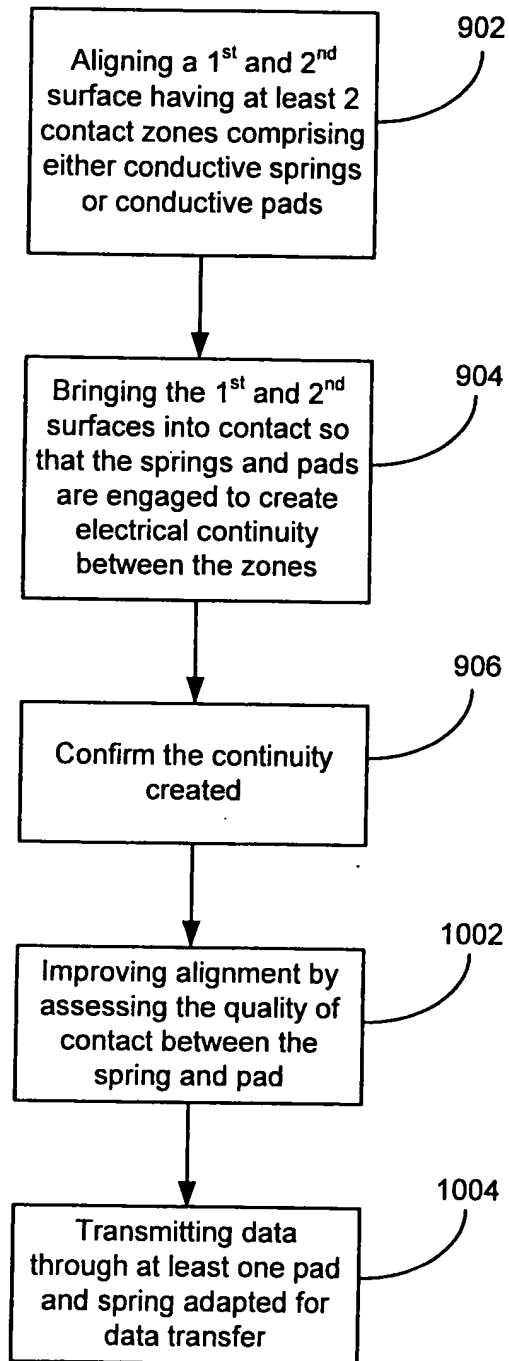 902
Aligning a 1st and 2nd
surface having at least 2
contact zones comprising
either conductive springs
or conductive pads
904
Bringing the 1st and 2nd
surfaces into contact so
that the springs and pads
are engaged to create
electrical continuity
between the zones
906
Confirm the continuity
created
1002
Improving alignment by
assessing the quality of
contact between the
spring and pad
1004
Transmitting data
through at least one pad
and spring adapted for
data transfer